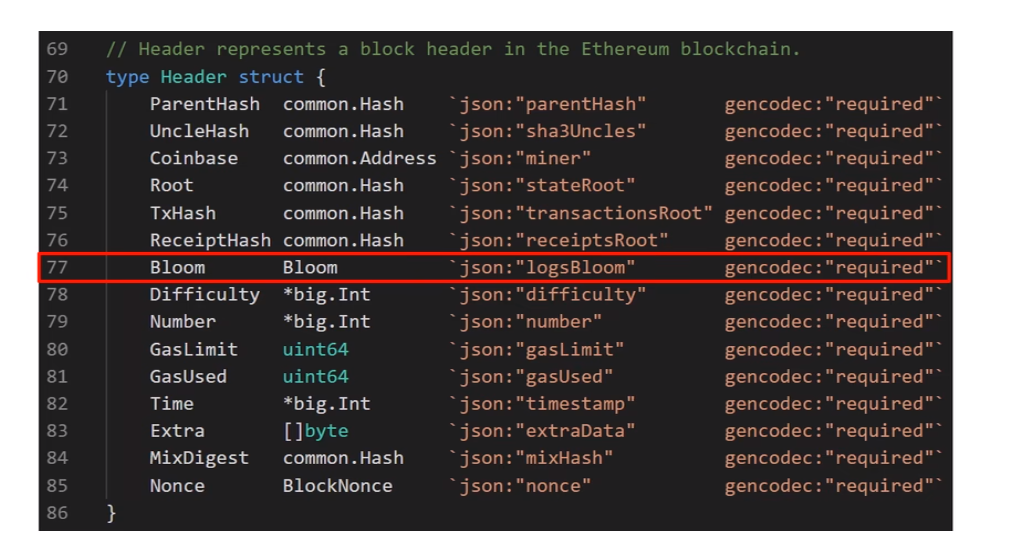 69 // Header represents a block header in the Ethereum blockchain.
70 type Header struct {
71 ParentHash common.Hash `json:"parentHash" gencodec:"required"`
72 UncleHash common.Hash `json:"sha3Uncles" gencodec:"required"`
73 Coinbase common.Address `json:"miner" gencodec:"required"`
74 Root common.Hash `json:"stateRoot" gencodec:"required"`
75 TxHash common.Hash `json:"transactionsRoot" gencodec:"required"`
76 ReceiptHash common.Hash `json:"receiptsRoot" gencodec:"required"`
77 Bloom Bloom `json:"logsBloom" gencodec:"required"`
78 Difficulty *big.Int `json:"difficulty" gencodec:"required"`
79 Number *big.Int `json:"number" gencodec:"required"`
80 GasLimit uint64 `json:"gasLimit" gencodec:"required"`
81 GasUsed uint64 `json:"gasUsed" gencodec:"required"`
82 Time *big.Int `json:"timestamp" gencodec:"required"`
83 Extra []byte `json:"extraData" gencodec:"required"`
84 MixDigest common.Hash `json:"mixHash" gencodec:"required"`
85 Nonce BlockNonce `json:"nonce" gencodec:"required"`
86 }